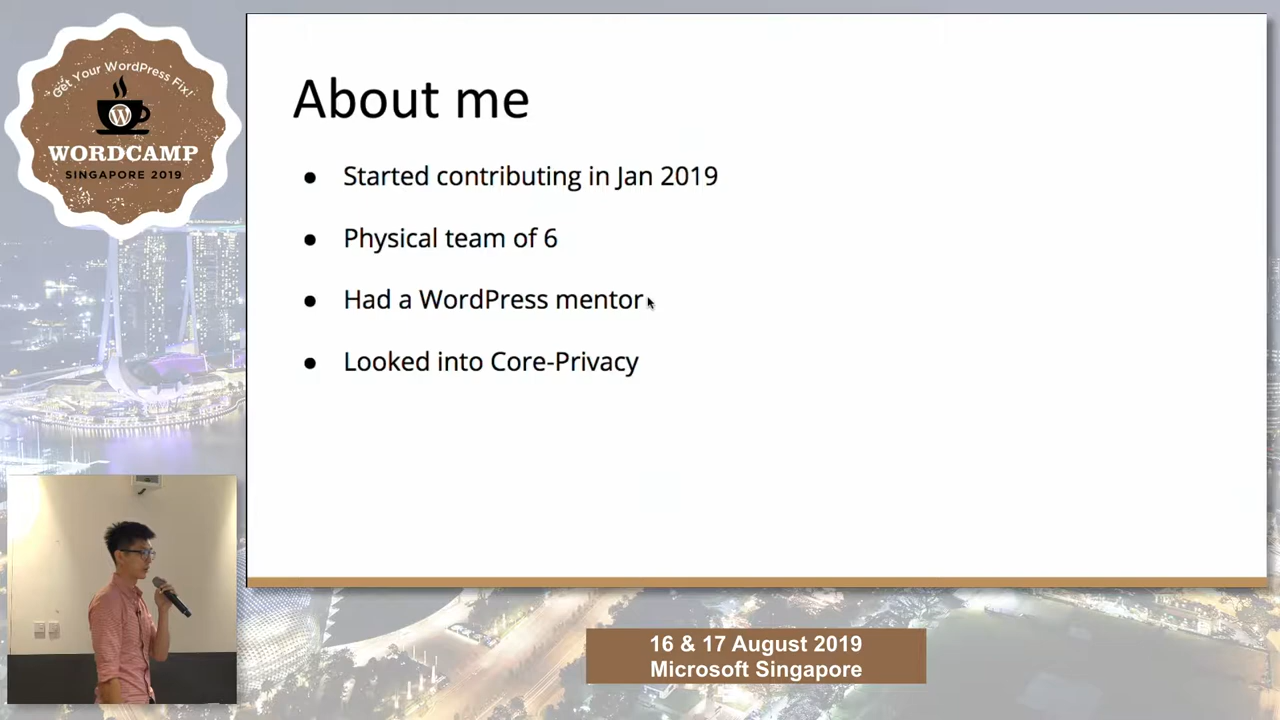 Get Your WordPress Fix!
W
WORDCAMP
SINGAPORE 2019
About me
● Started contributing in Jan 2019
● Physical team of 6
● Had a WordPress mentor
● Looked into Core-Privacy
16 & 17 August 2019
Microsoft Singapore